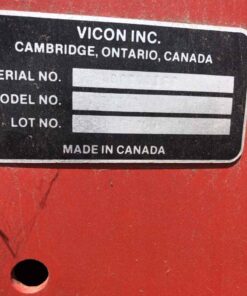 VICON INC.
CAMBRIDGE, ONTARIO, CANADA
ERIAL NO.
ODEL NO.
LOT NO.
MADE IN CANADA